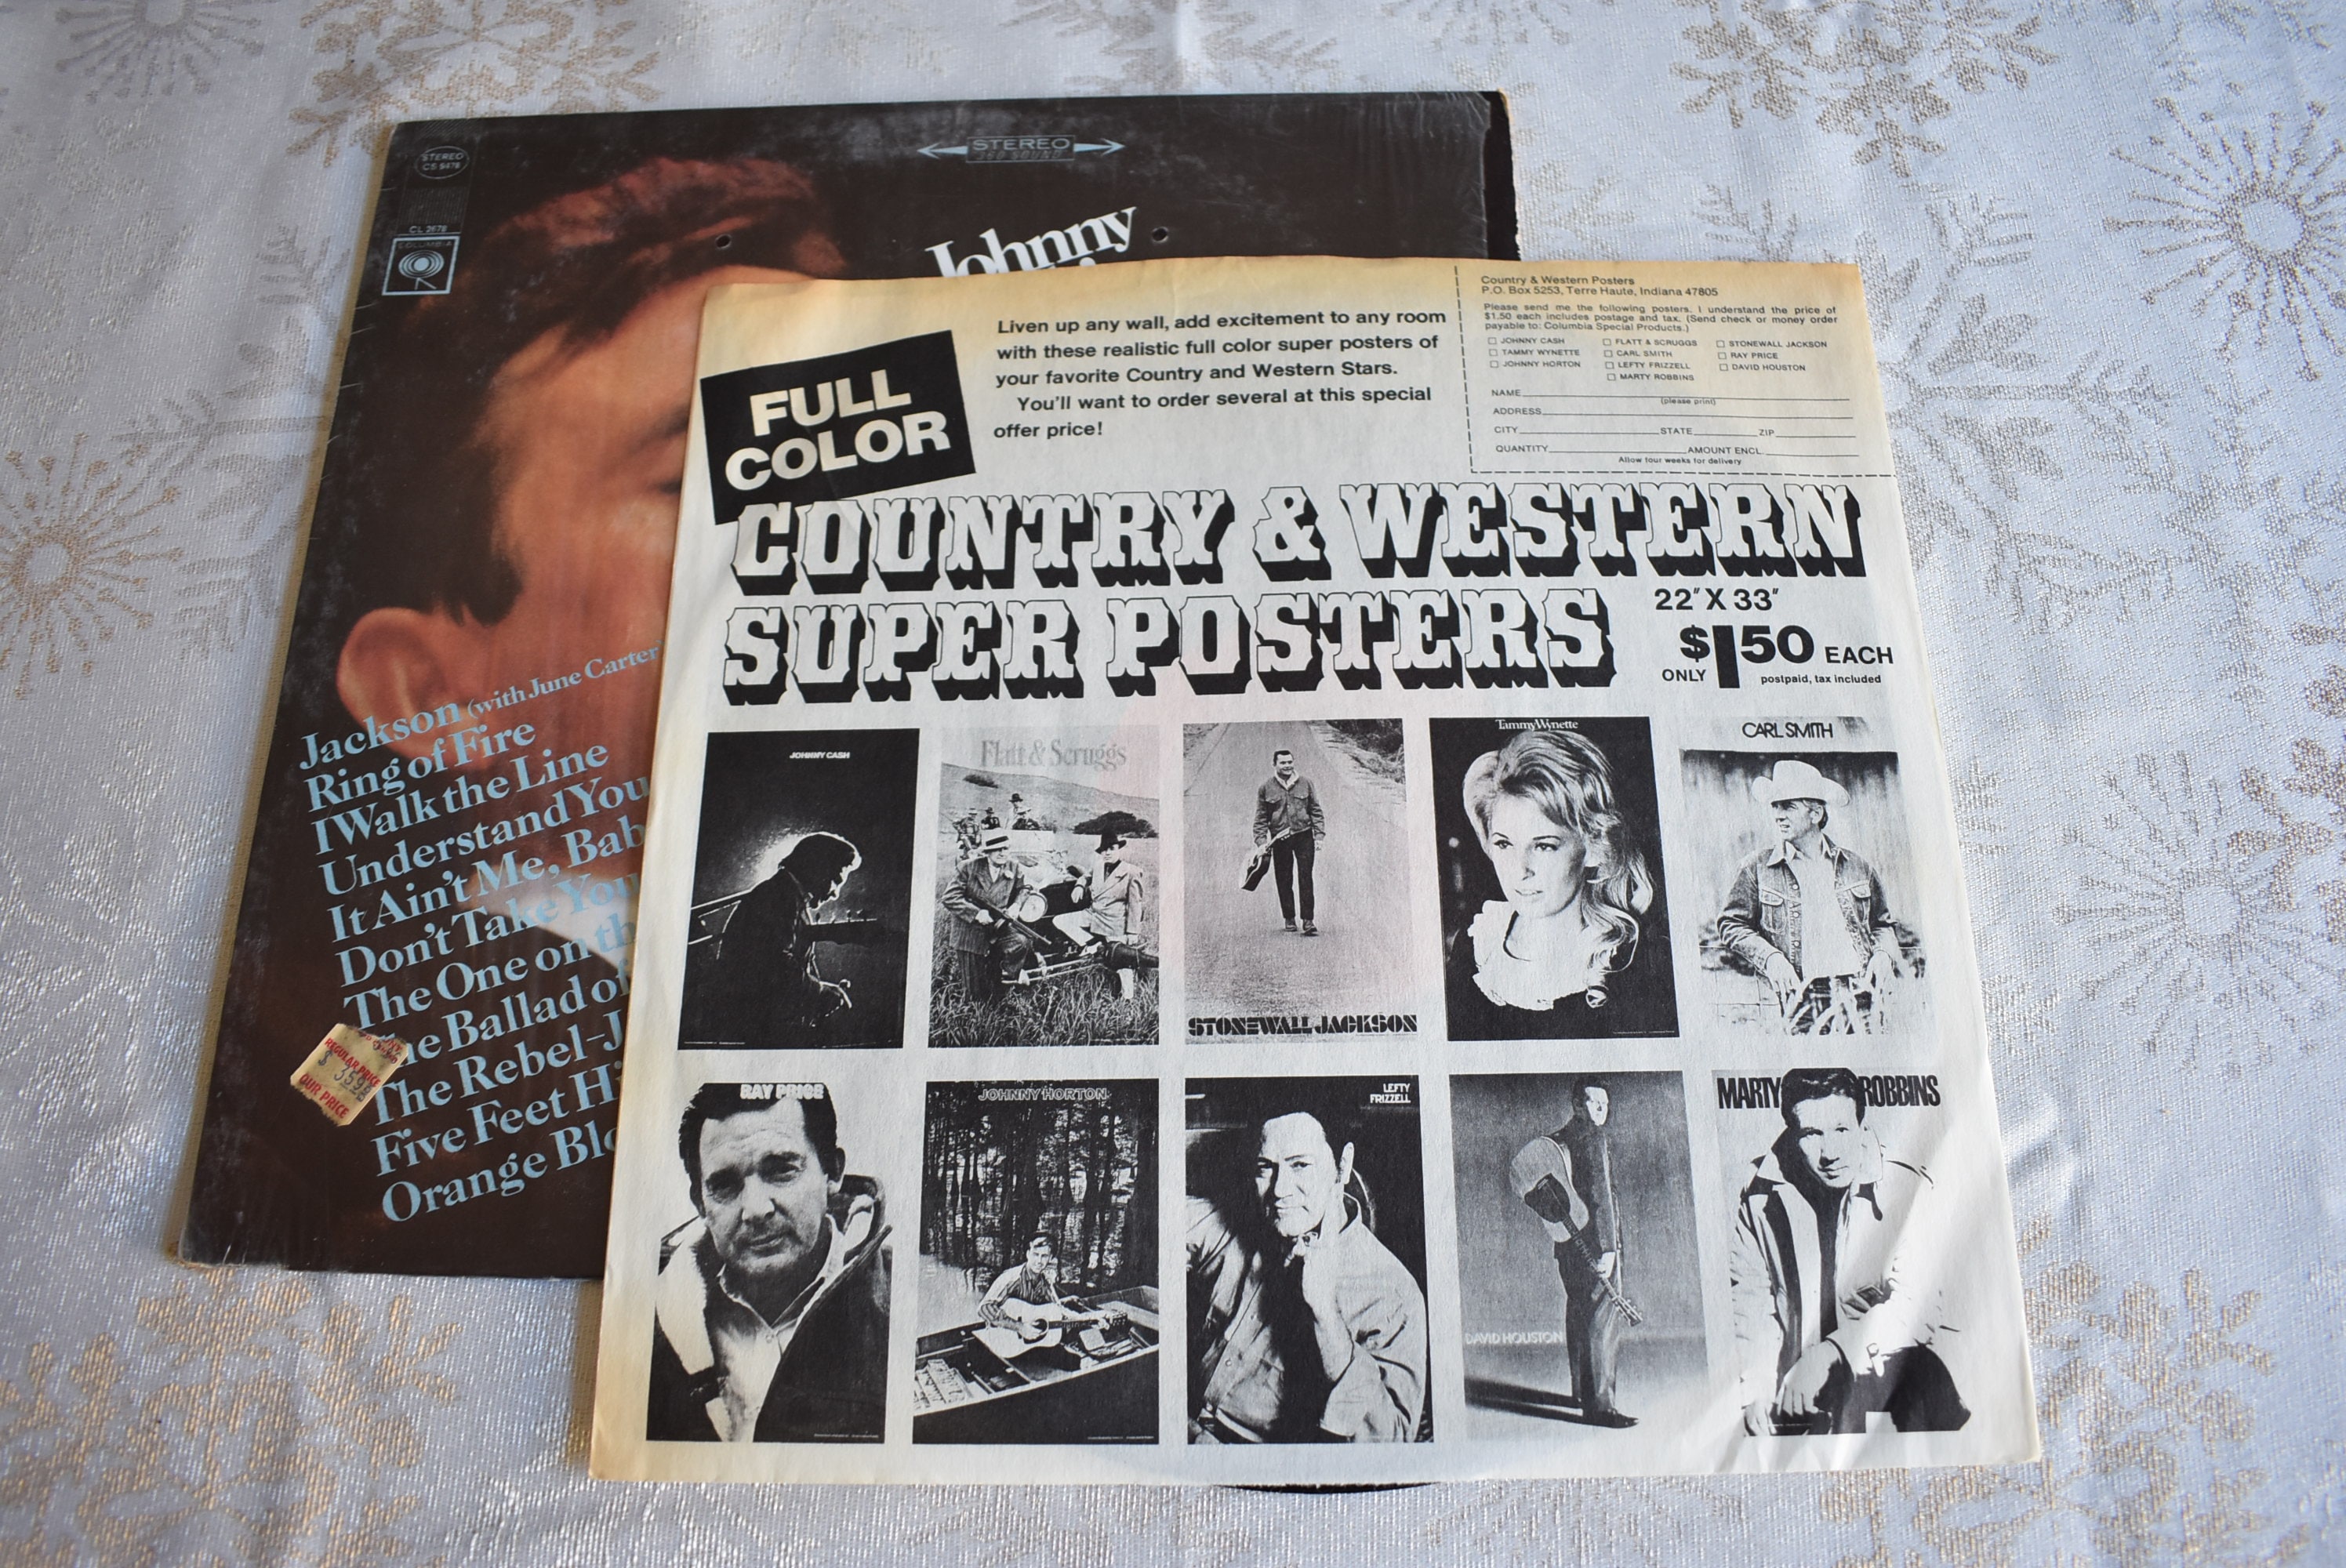 STEREO
CS 9478
CL 2678
COLUMBIA
STEREO
360 SOUND
Johnny
Jackson (with June Carter)
Ring of Fire
I Walk the Line
Understand You
It Ain't Me, Bab
Don't Take You
The One on th
he Ballad of
The Rebel-J
Five Feet Hi
Orange Blo
REGULAR PRICE
$ 3598
OUR PRICE
FULL
COLOR
Liven up any wall, add excitement to any room
with these realistic full color super posters of
your favorite Country and Western Stars.
You'll want to order several at this special
offer price!
Country & Western Posters
P.O. Box 5253, Terre Haute, Indiana 47805
Please send me the following posters. I understand the price of
$1.50 each includes postage and tax. (Send check or money order
payable to: Columbia Special Products.)
JOHNNY CASH FLATT & SCRUGGS STONEWALL JACKSON
TAMMY WYNETTE CARL SMITH RAY PRICE
JOHNNY HORTON LEFTY FRIZZELL DAVID HOUSTON
MARTY ROBBINS
NAME
(please print)
ADDRESS
CITY STATE ZIP
QUANTITY AMOUNT ENCL.
Allow four weeks for delivery
COUNTRY & WESTERN
SUPER POSTERS
22" X 33"
ONLY $1.50 EACH
postpaid, tax included
JOHNNY CASH
Flatt & Scruggs
STONEWALL JACKSON
Tammy Wynette
CARL SMITH
RAY PRICE
JOHNNY HORTON
LEFTY
FRIZZELL
DAVID HOUSTON
MARTY ROBBINS